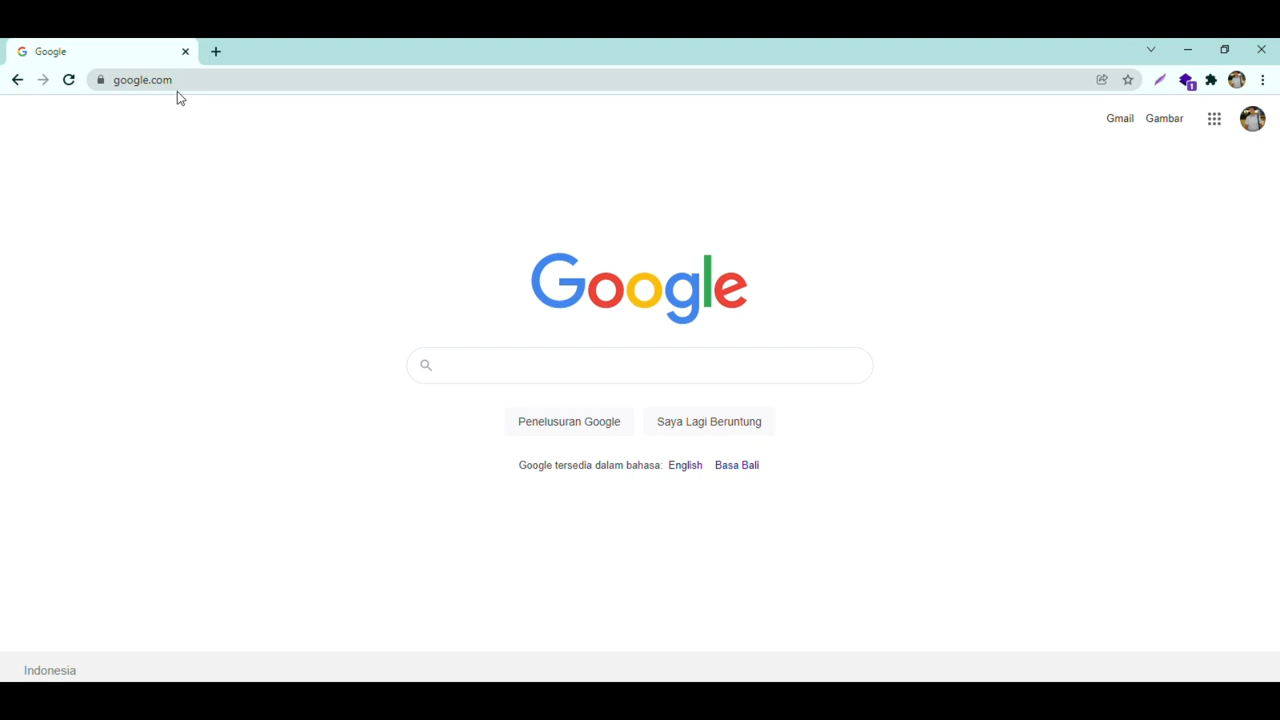 Google
google.com
1
Gmail Gambar
Google
Penelusuran Google Saya Lagi Beruntung
Google tersedia dalam bahasa: English Basa Bali
Indonesia